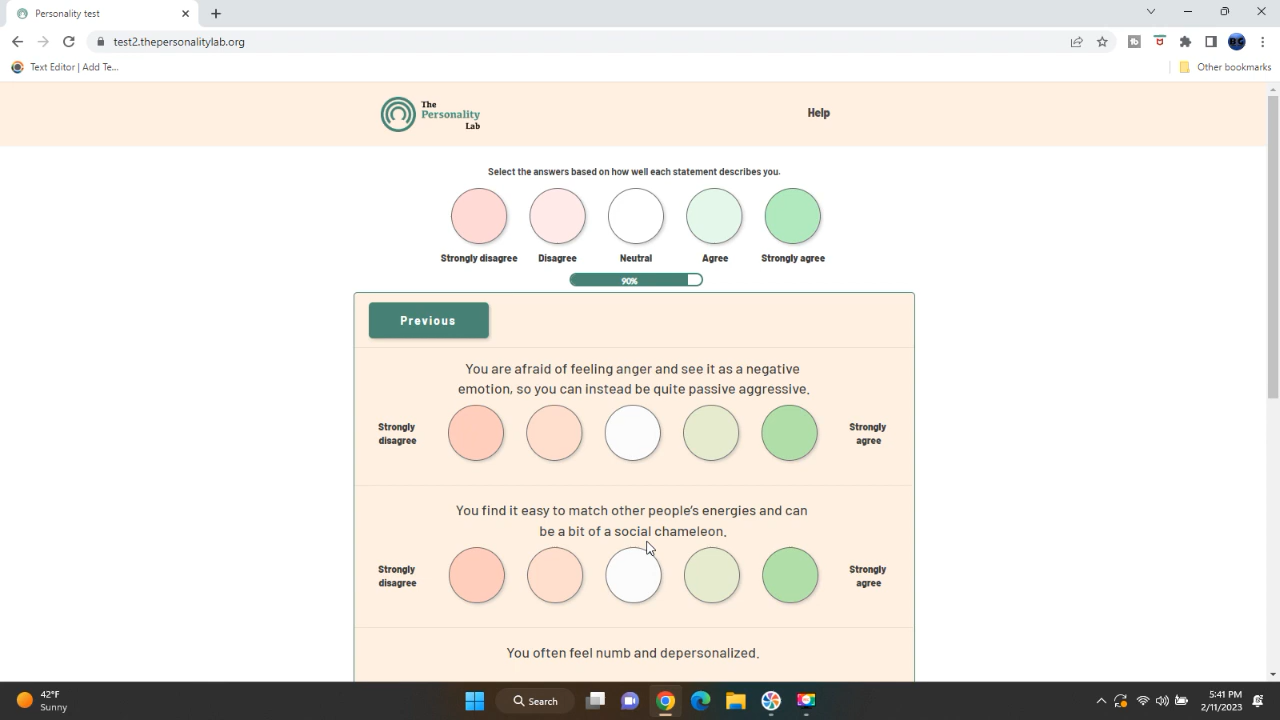 Personality test
test2.thepersonalitylab.org
Text Editor | Add Te...
Other bookmarks
The
Personality
Lab
Help
Select the answers based on how well each statement describes you.
Strongly disagree
Disagree
Neutral
Agree
Strongly agree
90%
Previous
You are afraid of feeling anger and see it as a negative
emotion, so you can instead be quite passive aggressive.
Strongly
disagree
Strongly
agree
You find it easy to match other people's energies and can
be a bit of a social chameleon.
Strongly
disagree
Strongly
agree
You often feel numb and depersonalized.
42°F
Sunny
Search
5:41 PM
2/11/2023